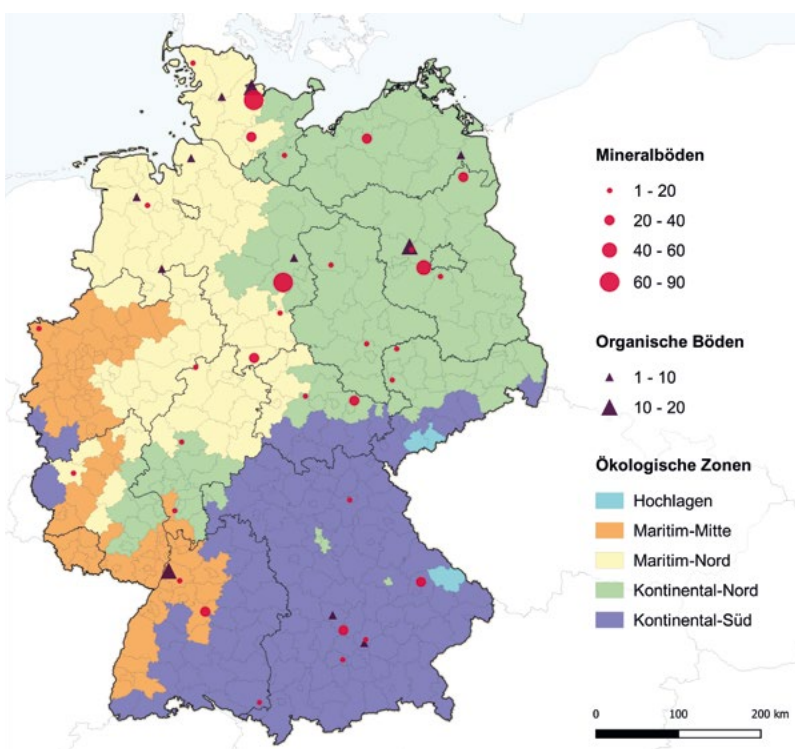 Mineralböden
1 - 20
20 - 40
40 - 60
60 - 90
Organische Böden
1 - 10
10 - 20
Ökologische Zonen
Hochlagen
Maritim-Mitte
Maritim-Nord
Kontinental-Nord
Kontinental-Süd
0 100 200 km